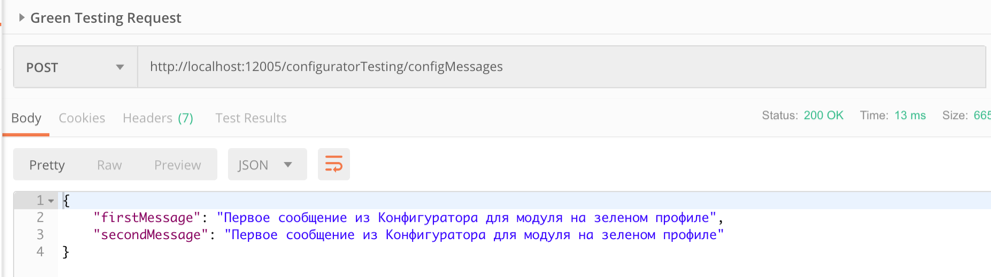 Green Testing Request
POST http://localhost:12005/configuratorTesting/configMessages
Body Cookies Headers (7) Test Results Status: 200 OK Time: 13 ms Size: 665
Pretty Raw Preview JSON
1 {
2 "firstMessage": "Первое сообщение из Конфигуратора для модуля на зеленом профиле",
3 "secondMessage": "Первое сообщение из Конфигуратора для модуля на зеленом профиле"
4 }